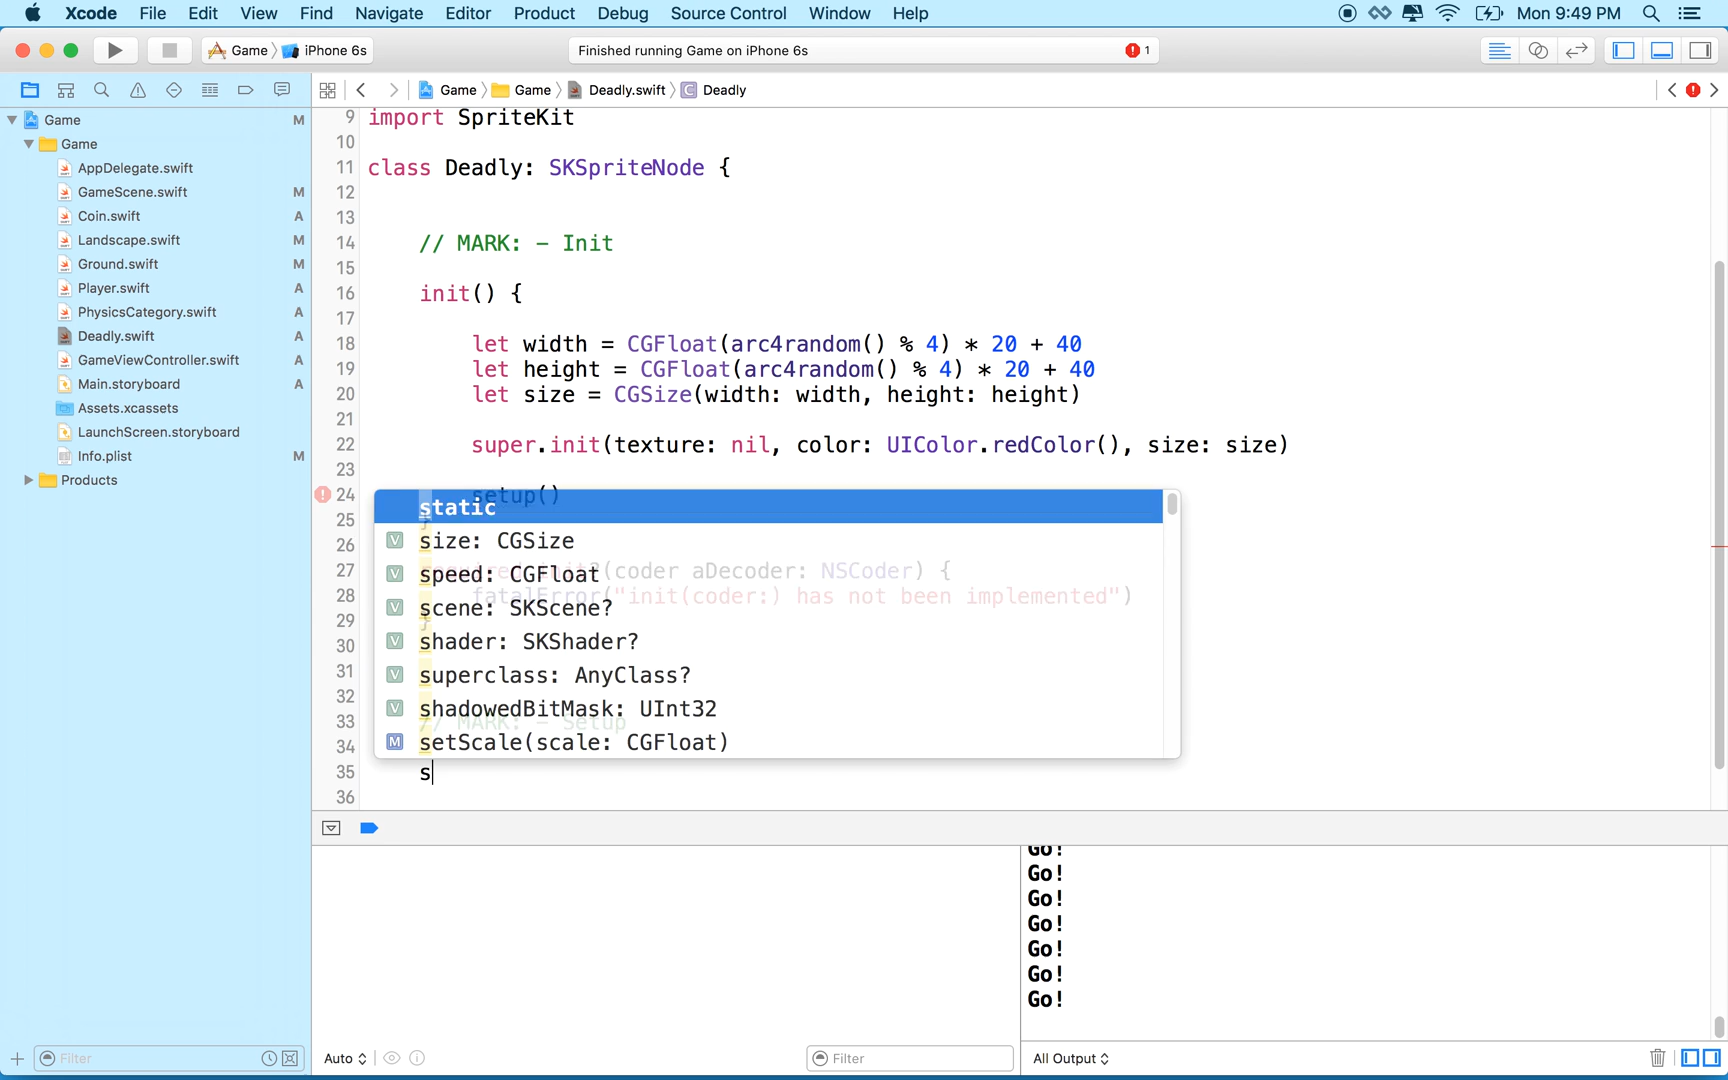 Xcode File Edit View Find Navigate Editor Product Debug Source Control Window Help Mon 9:49 PM
Game iPhone 6s Finished running Game on iPhone 6s 1
Game Game Deadly.swift Deadly
Game M
Game
AppDelegate.swift
GameScene.swift M
Coin.swift A
Landscape.swift M
Ground.swift M
Player.swift A
PhysicsCategory.swift A
Deadly.swift A
GameViewController.swift A
Main.storyboard A
Assets.xcassets
LaunchScreen.storyboard
Info.plist M
Products
9 import SpriteKit
10
11 class Deadly: SKSpriteNode {
12
13
14 // MARK: - Init
15
16 init() {
17
18 let width = CGFloat(arc4random() % 4) * 20 + 40
19 let height = CGFloat(arc4random() % 4) * 20 + 40
20 let size = CGSize(width: width, height: height)
21
22 super.init(texture: nil, color: UIColor.redColor(), size: size)
23
24 setup()
25
26
27 required init?(coder aDecoder: NSCoder) {
28 fatalError("init(coder:) has not been implemented")
29 }
30
31
32
33 // MARK: - Setup
34
35 s
36
static
V size: CGSize
V speed: CGFloat
V scene: SKScene?
V shader: SKShader?
V superclass: AnyClass?
V shadowedBitMask: UInt32
M setScale(scale: CGFloat)
Go!
Go!
Go!
Go!
Go!
Go!
Go!
Filter
Auto
Filter
All Output